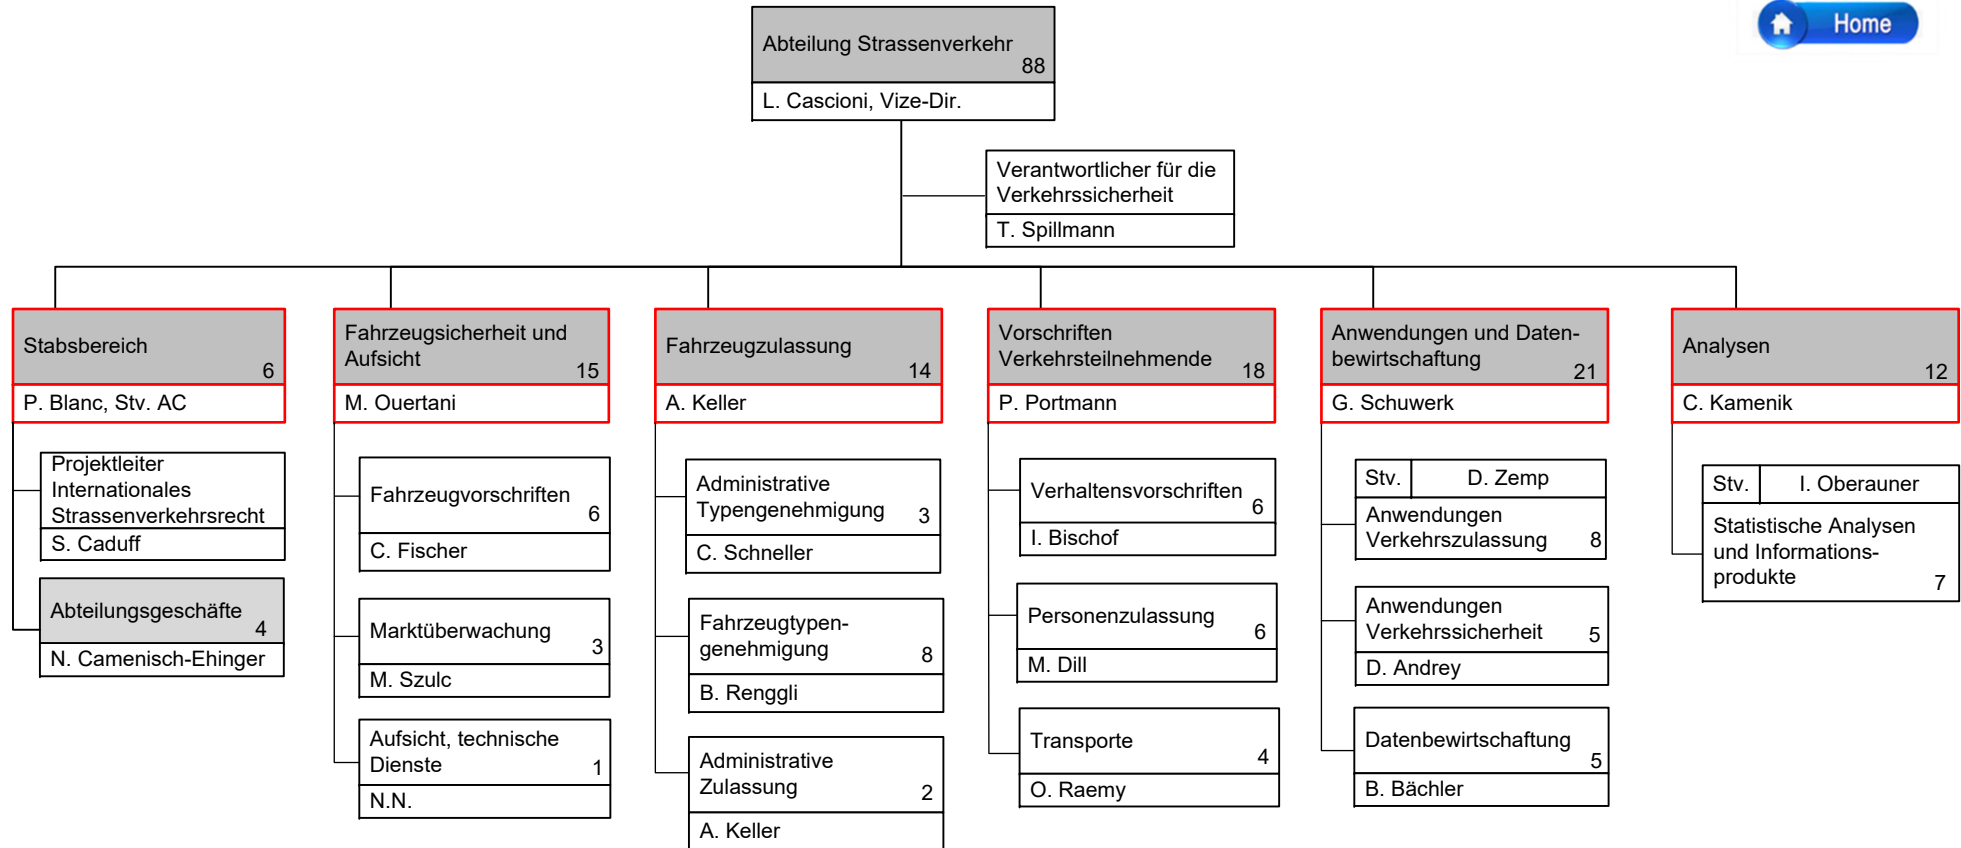 Home
Abteilung Strassenverkehr
88
L. Cascioni, Vize-Dir.
Verantwortlicher für die
Verkehrssicherheit
T. Spillmann
Stabsbereich
6
P. Blanc, Stv. AC
Projektleiter
Internationales
Strassenverkehrsrecht
S. Caduff
Abteilungsgeschäfte
4
N. Camenisch-Ehinger
Fahrzeugsicherheit und
Aufsicht
15
M. Ouertani
Fahrzeugvorschriften
6
C. Fischer
Marktüberwachung
3
M. Szulc
Aufsicht, technische
Dienste
1
N.N.
Fahrzeugzulassung
14
A. Keller
Administrative
Typengenehmigung
3
C. Schneller
Fahrzeugtypen-
genehmigung
8
B. Renggli
Administrative
Zulassung
2
A. Keller
Vorschriften
Verkehrsteilnehmende
18
P. Portmann
Verhaltensvorschriften
6
I. Bischof
Personenzulassung
6
M. Dill
Transporte
4
O. Raemy
Anwendungen und Daten-
bewirtschaftung
21
G. Schuwerk
Stv. D. Zemp
Anwendungen
Verkehrszulassung
8
Anwendungen
Verkehrssicherheit
5
D. Andrey
Datenbewirtschaftung
5
B. Bächler
Analysen
12
C. Kamenik
Stv. I. Oberauner
Statistische Analysen
und Informations-
produkte
7